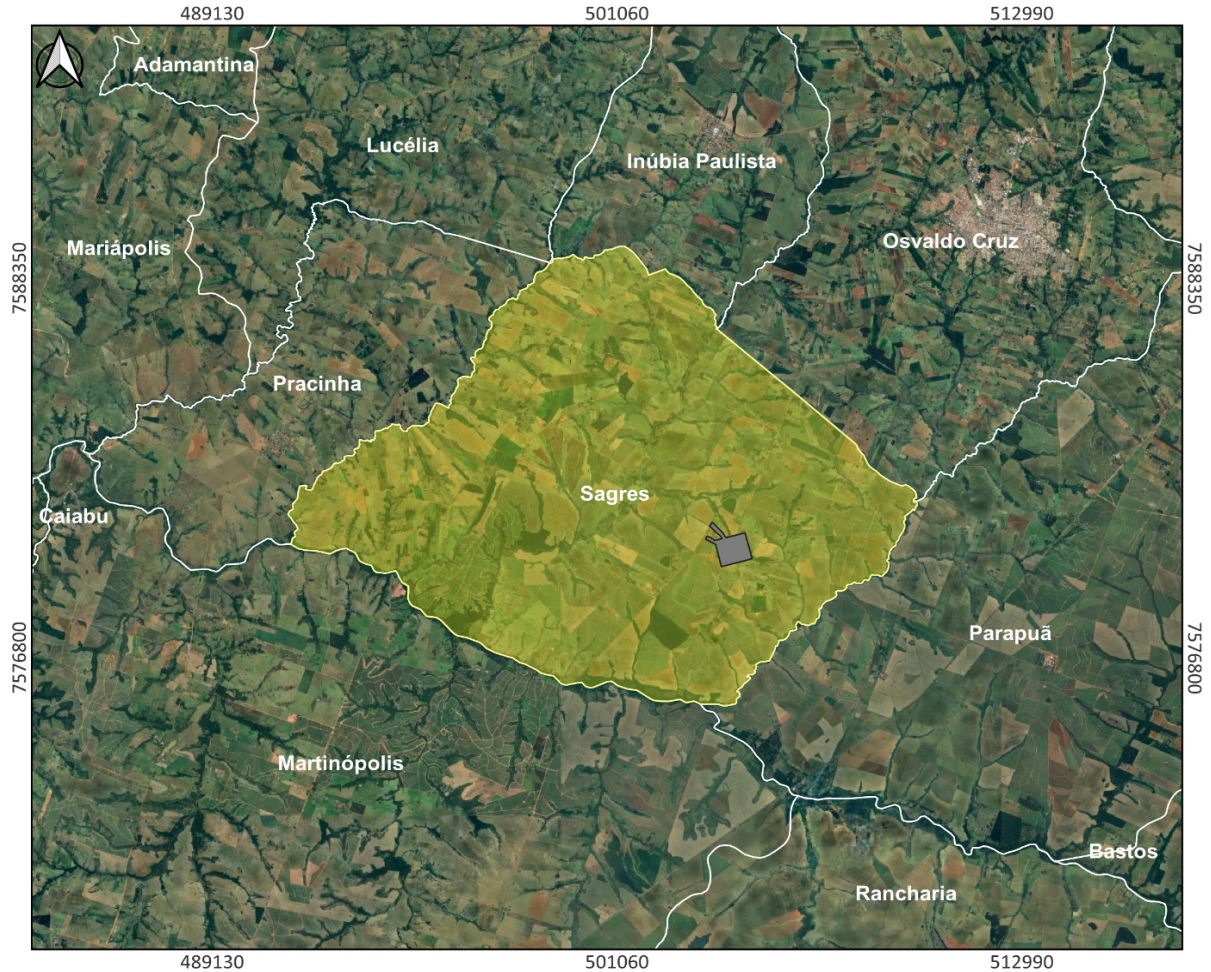 489130
501060
512990
Adamantina
Lucélia
Inúbia Paulista
Mariápolis
Osvaldo Cruz
7588350
7588350
Pracinha
Sagres
Caiabu
Parapuã
7576800
7576800
Martinópolis
Bastos
Rancharia
489130
501060
512990